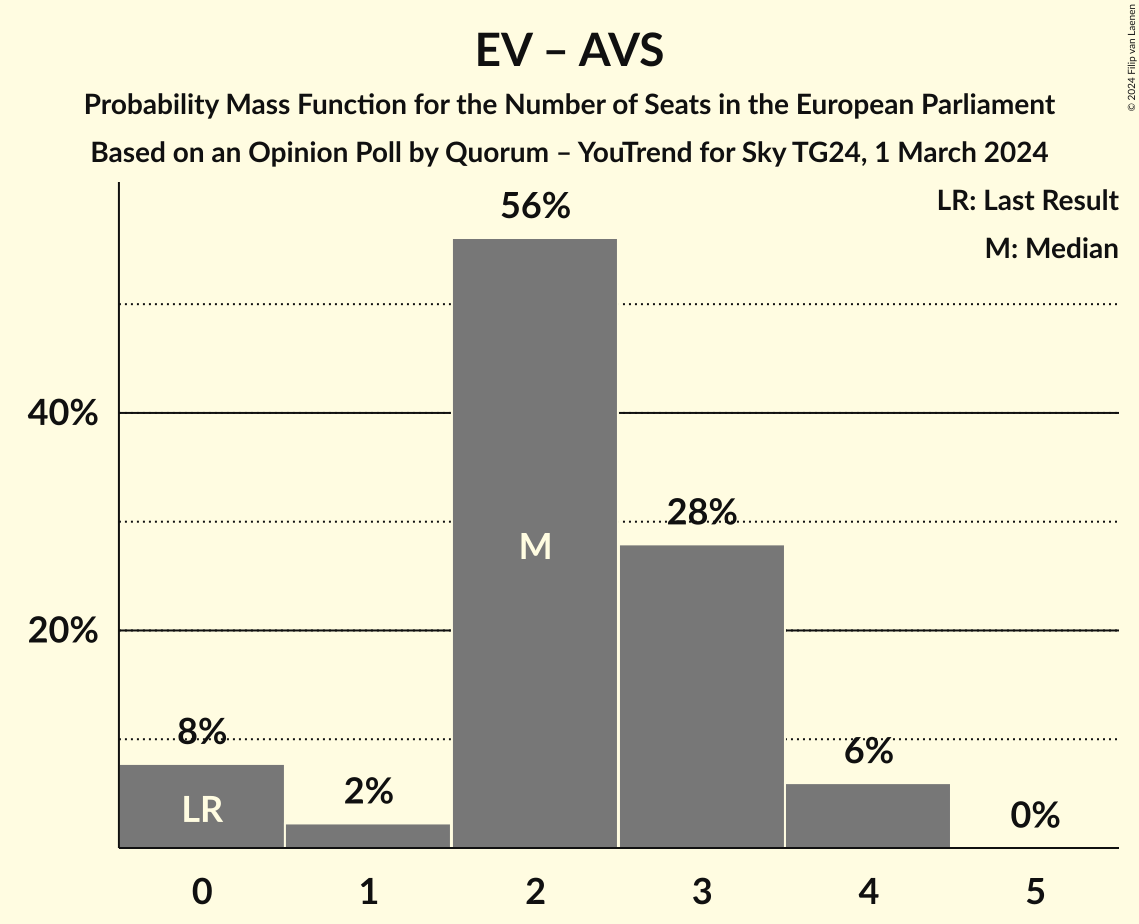 EV – AVS
Probability Mass Function for the Number of Seats in the European Parliament
Based on an Opinion Poll by Quorum – YouTrend for Sky TG24, 1 March 2024
© 2024 Filip van Laenen
LR: Last Result
M: Median
56%
40%
28%
M
20%
8%
6%
2%
LR
0%
0 1 2 3 4 5